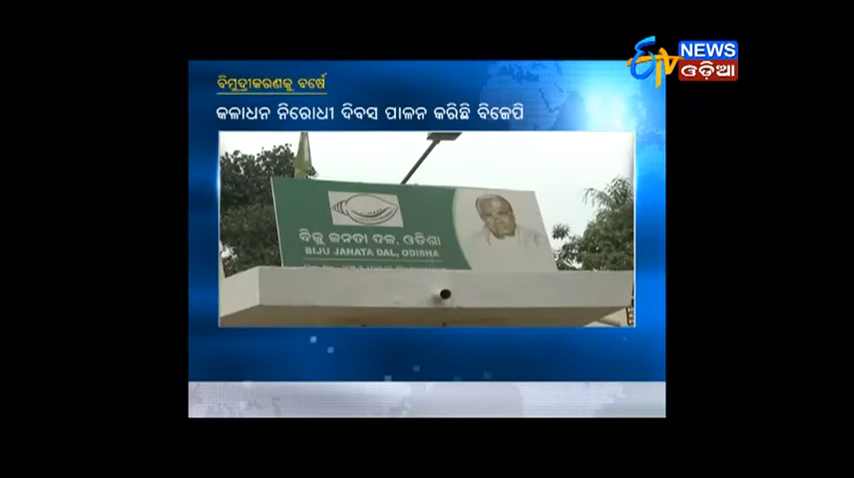 ETV NEWS
ଓଡ଼ିଆ
ବିମୁଦ୍ରୀକରଣକୁ ବର୍ଷେ
କଳାଧନ ନିରୋଧୀ ଦିବସ ପାଳନ କରିଛି ବିଜେପି
ବିଜୁ ଜନତା ଦଳ, ଓଡିଶା
BIJU JANATA DAL, ODISHA